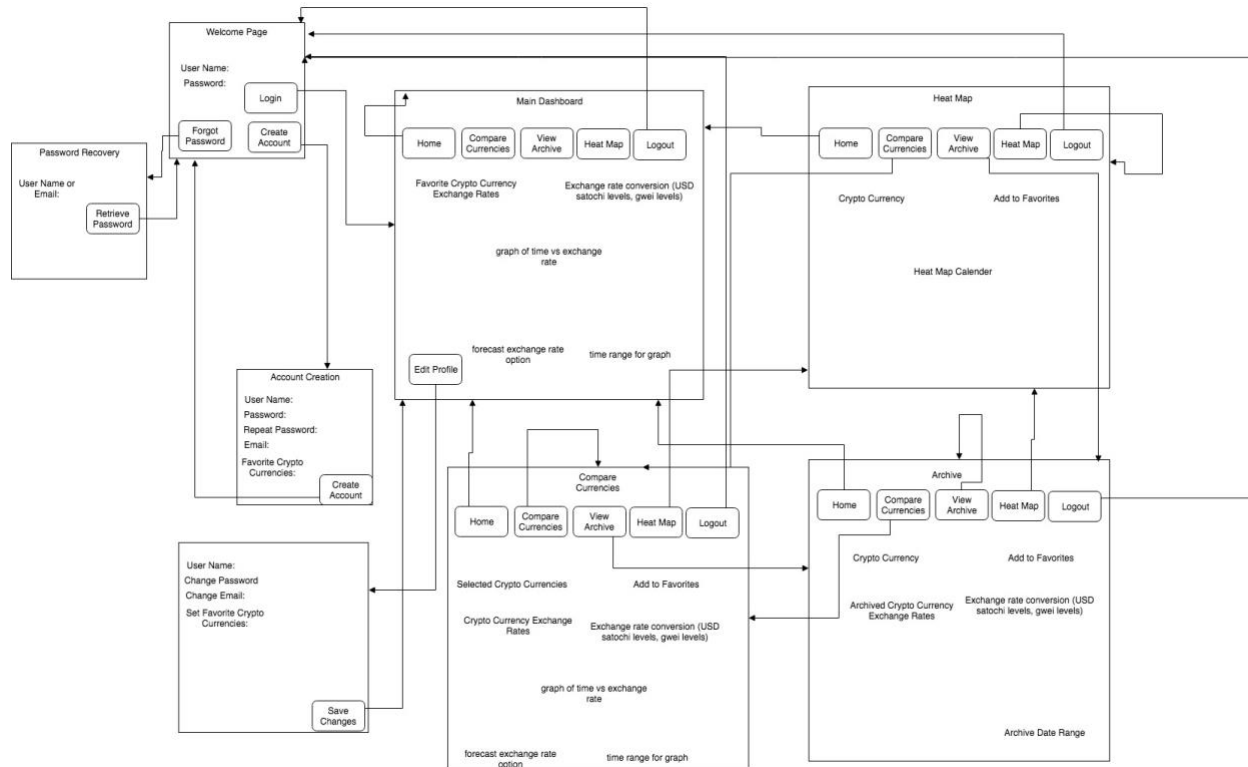 Welcome Page
User Name:
Password:
Login
Forgot
Password
Create
Account
Password Recovery
User Name or
Email:
Retrieve
Password
Main Dashboard
Home
Compare
Currencies
View
Archive
Heat Map
Logout
Favorite Crypto Currency
Exchange Rates
Exchange rate conversion (USD
satochi levels, gwei levels)
graph of time vs exchange
rate
forecast exchange rate
option
time range for graph
Edit Profile
Heat Map
Home
Compare
Currencies
View
Archive
Heat Map
Logout
Crypto Currency
Add to Favorites
Heat Map Calender
Account Creation
User Name:
Password:
Repeat Password:
Email:
Favorite Crypto
Currencies:
Create
Account
User Name:
Change Password
Change Email:
Set Favorite Crypto
Currencies:
Save
Changes
Compare
Currencies
Home
Compare
Currencies
View
Archive
Heat Map
Logout
Selected Crypto Currencies
Add to Favorites
Crypto Currency Exchange
Rates
Exchange rate conversion (USD
satochi levels, gwei levels)
graph of time vs exchange
rate
forecast exchange rate
option
time range for graph
Archive
Home
Compare
Currencies
View
Archive
Heat Map
Logout
Crypto Currency
Add to Favorites
Archived Crypto Currency
Exchange Rates
Exchange rate conversion (USD
satochi levels, gwei levels)
Archive Date Range